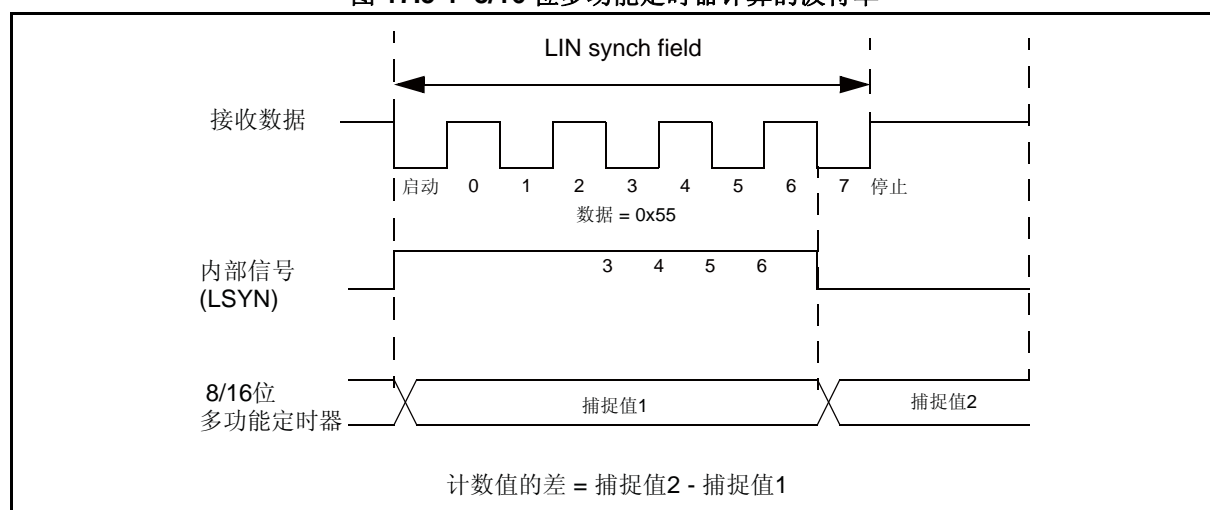 LIN synch field
接收数据
启动 0 1 2 3 4 5 6 7 停止
数据 = 0x55
3 4 5 6
内部信号
(LSYN)
8/16位
多功能定时器
捕捉值1
捕捉值2
计数值的差 = 捕捉值2 - 捕捉值1